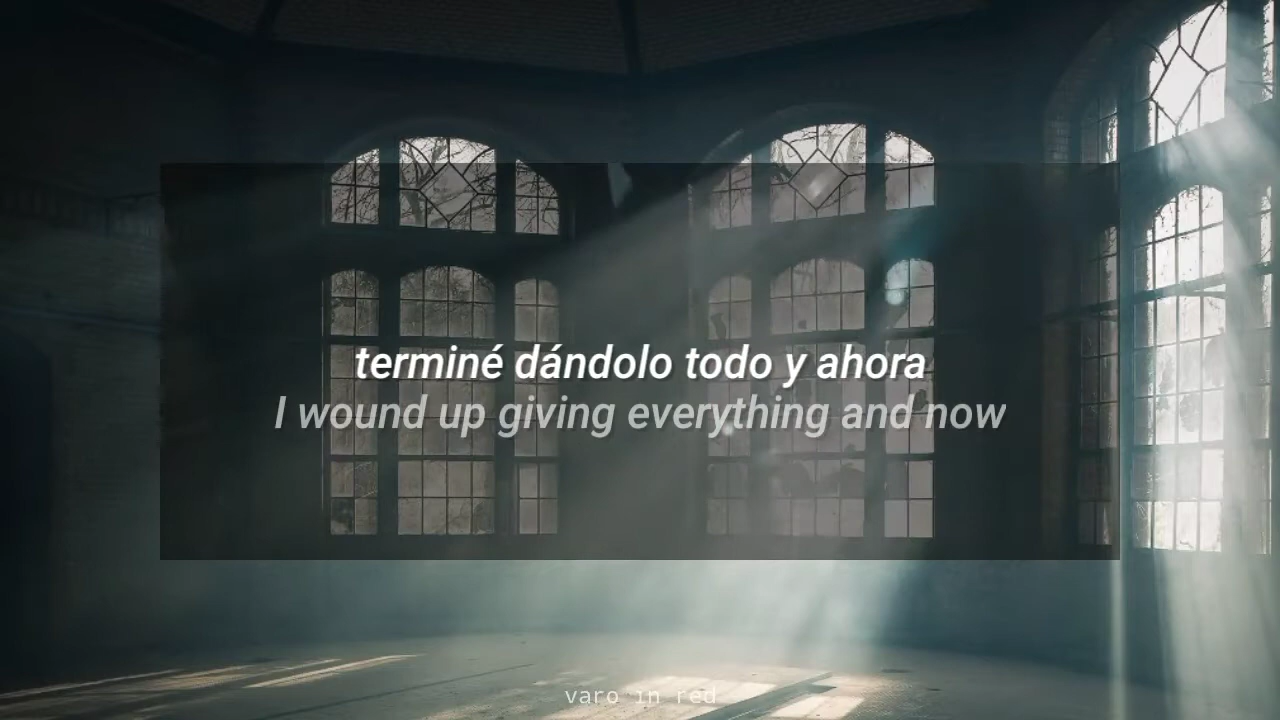 terminé dándolo todo y ahora
I wound up giving everything and now
varo in red